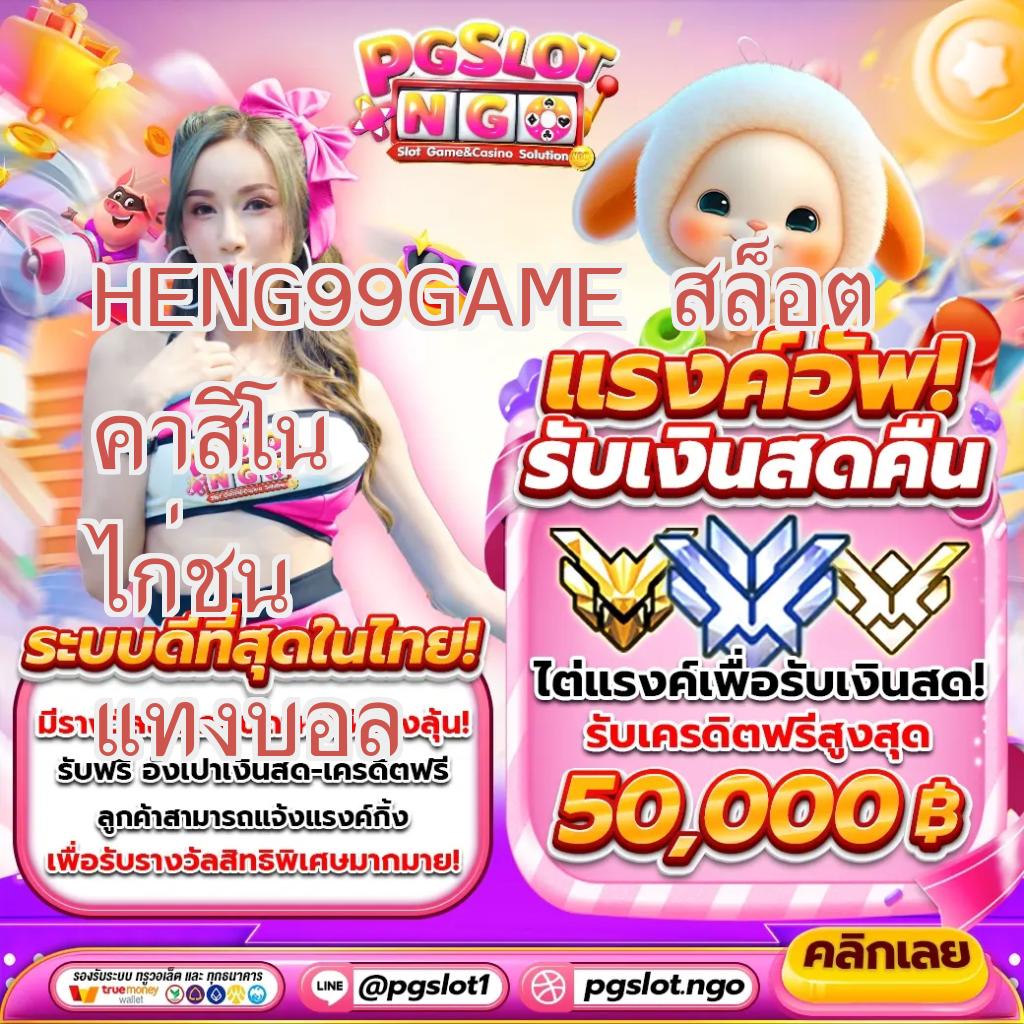 PGSLOT
NGO
Slot Game&Casino Solution
HENG99GAME สล็อต
คาสิโน
ไก่ชน
แทงบอล
แรงค์อัพ!
รับเงินสดคืน
ไต่แรงค์เพื่อรับเงินสด!
รับเครดิตฟรีสูงสุด
50,000 ฿
ระบบดีที่สุดในไทย!
รับฟรี อั่งเปาเงินสด-เครดิตฟรี
ลูกค้าสามารถแจ้งแรงค์กิ้ง
เพื่อรับรางวัลสิทธิพิเศษมากมาย!
คลิกเลย
รองรับระบบ ทรูวอเล็ต และ ทุกธนาคาร
truemoney wallet
LINE @pgslot1
pgslot.ngo